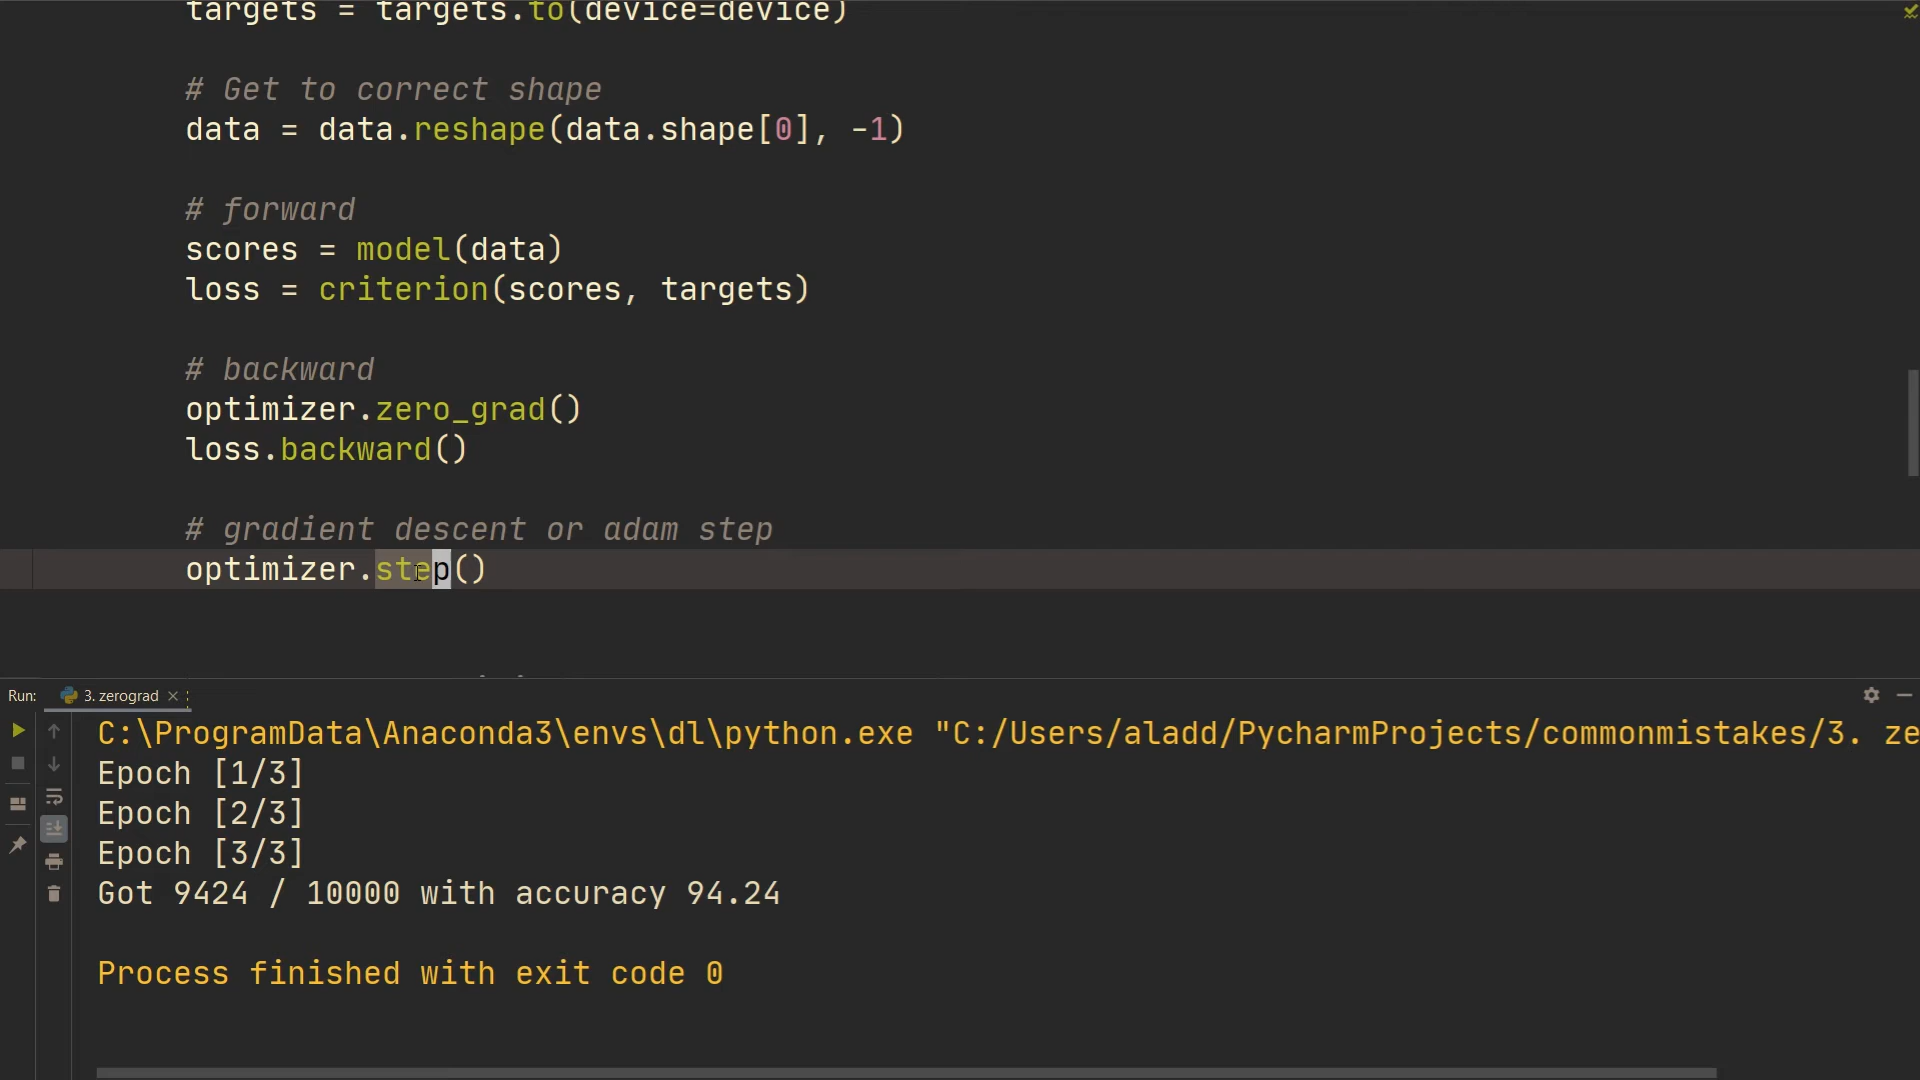 targets = targets.to(device=device)
# Get to correct shape
data = data.reshape(data.shape[0], -1)
# forward
scores = model(data)
loss = criterion(scores, targets)
# backward
optimizer.zero_grad()
loss.backward()
# gradient descent or adam step
optimizer.step()
Run: 3. zerograd
C:\ProgramData\Anaconda3\envs\dl\python.exe "C:/Users/aladd/PycharmProjects/commonmistakes/3. ze
Epoch [1/3]
Epoch [2/3]
Epoch [3/3]
Got 9424 / 10000 with accuracy 94.24
Process finished with exit code 0